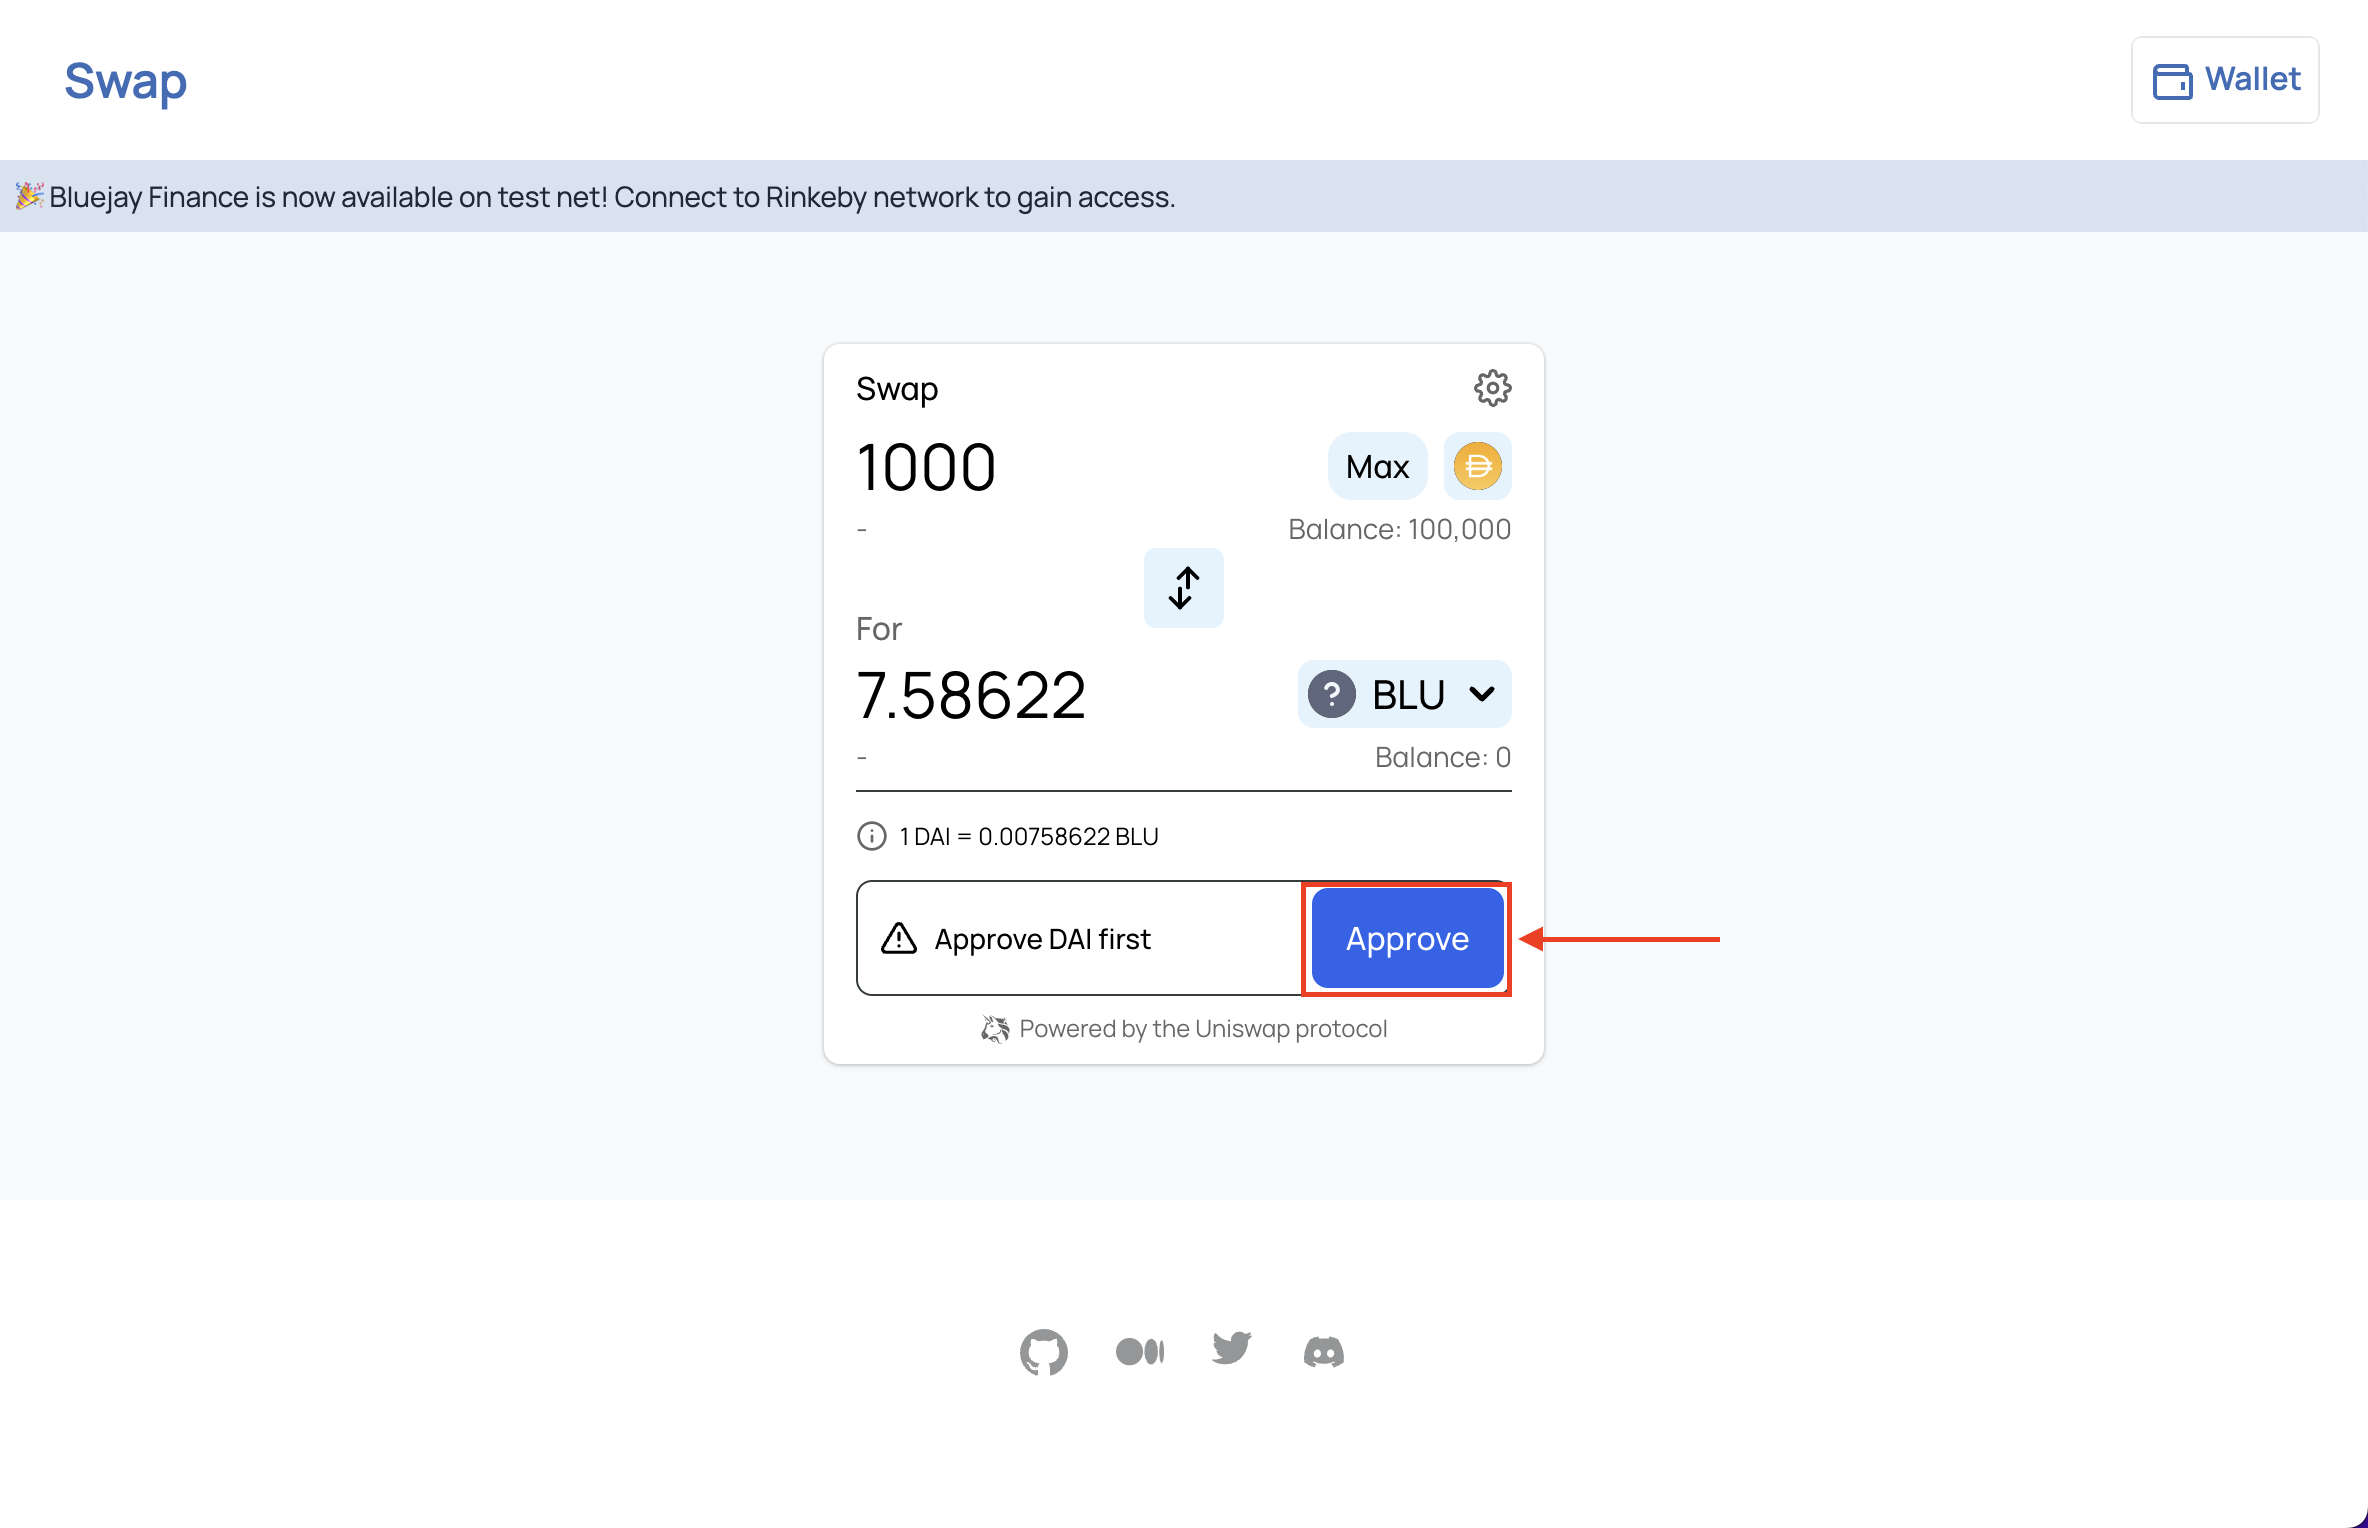 Swap
Wallet
🎉 Bluejay Finance is now available on test net! Connect to Rinkeby network to gain access.
Swap
1000
Max
-
Balance: 100,000
For
7.58622
? BLU
-
Balance: 0
1 DAI = 0.00758622 BLU
Approve DAI first
Approve
Powered by the Uniswap protocol